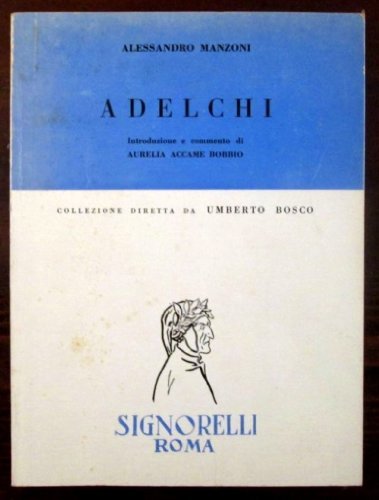 ALESSANDRO MANZONI
ADELCHI
Introduzione e commento di
AURELIA ACCAME BOBBIO
COLLEZIONE DIRETTA DA UMBERTO BOSCO
SIGNORELLI
ROMA